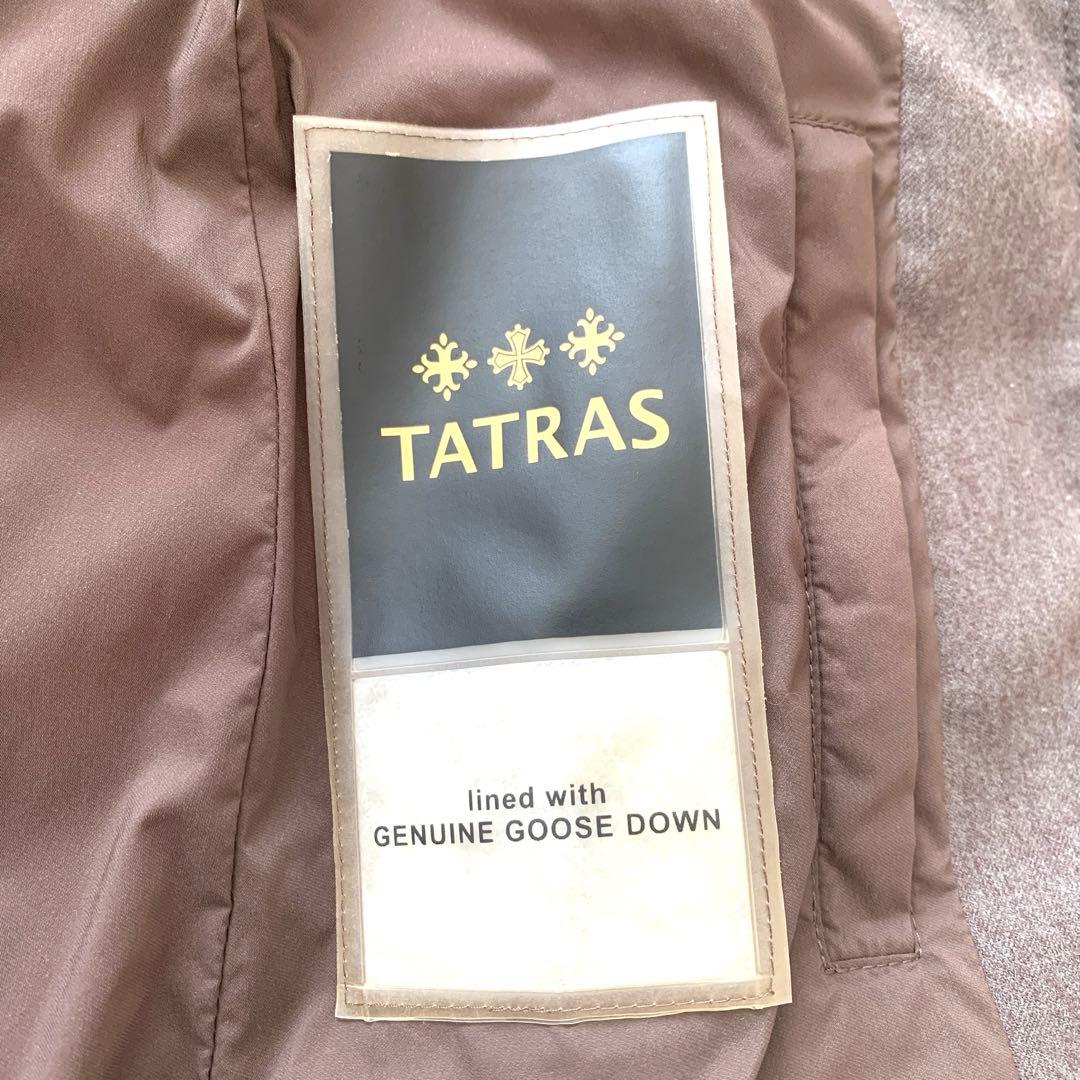 TATRAS
lined with
GENUINE GOOSE DOWN